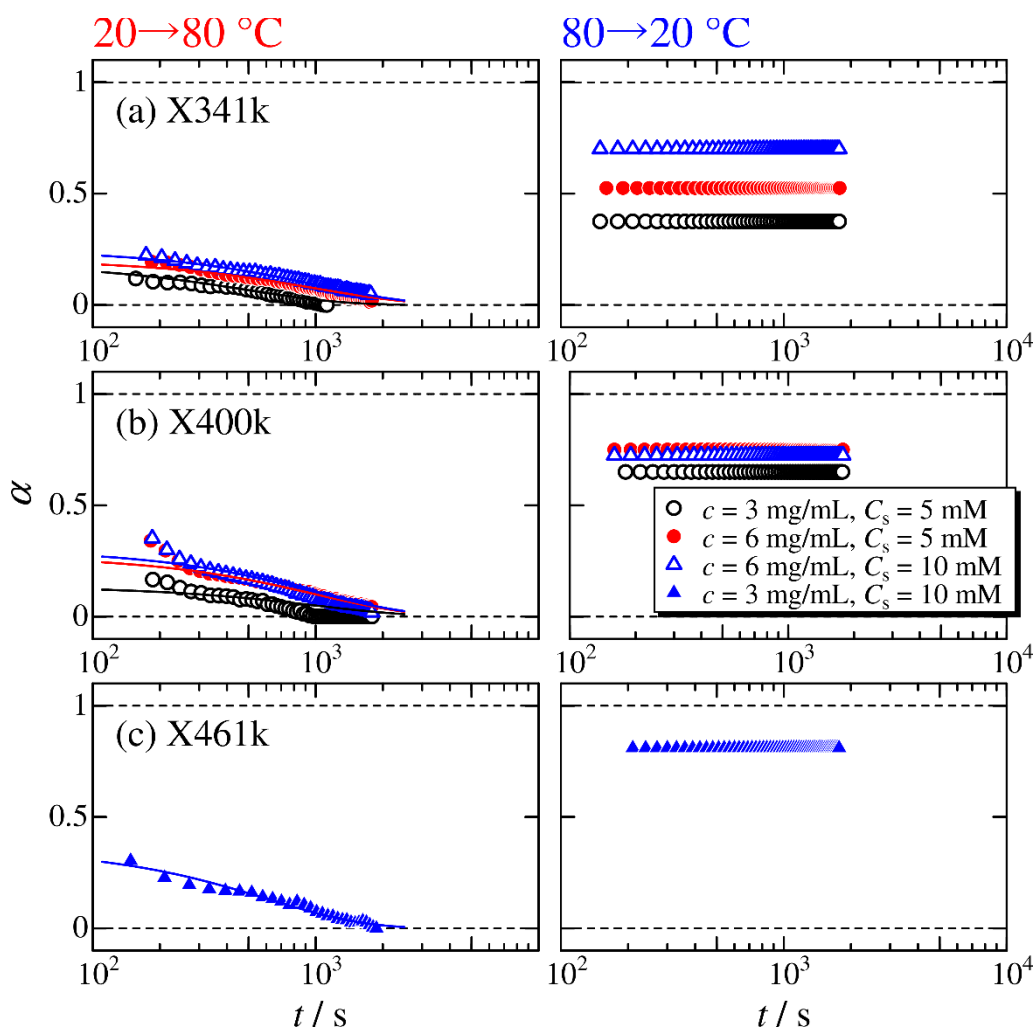 20→80 °C
80→20 °C
1
(a) X341k
0.5
0
10² 10³
10² 10³ 10⁴
1
(b) X400k
α
0.5
c = 3 mg/mL, Cₛ = 5 mM
c = 6 mg/mL, Cₛ = 5 mM
c = 6 mg/mL, Cₛ = 10 mM
c = 3 mg/mL, Cₛ = 10 mM
0
10² 10³
10² 10³ 10⁴
1
(c) X461k
0.5
0
10² 10³
10² 10³ 10⁴
t / s
t / s